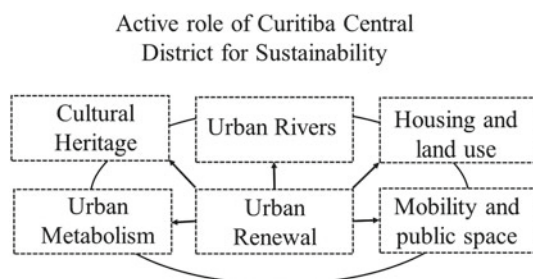 Active role of Curitiba Central
District for Sustainability
Cultural
Heritage
Urban Rivers
Housing and
land use
Urban
Metabolism
Urban
Renewal
Mobility and
public space